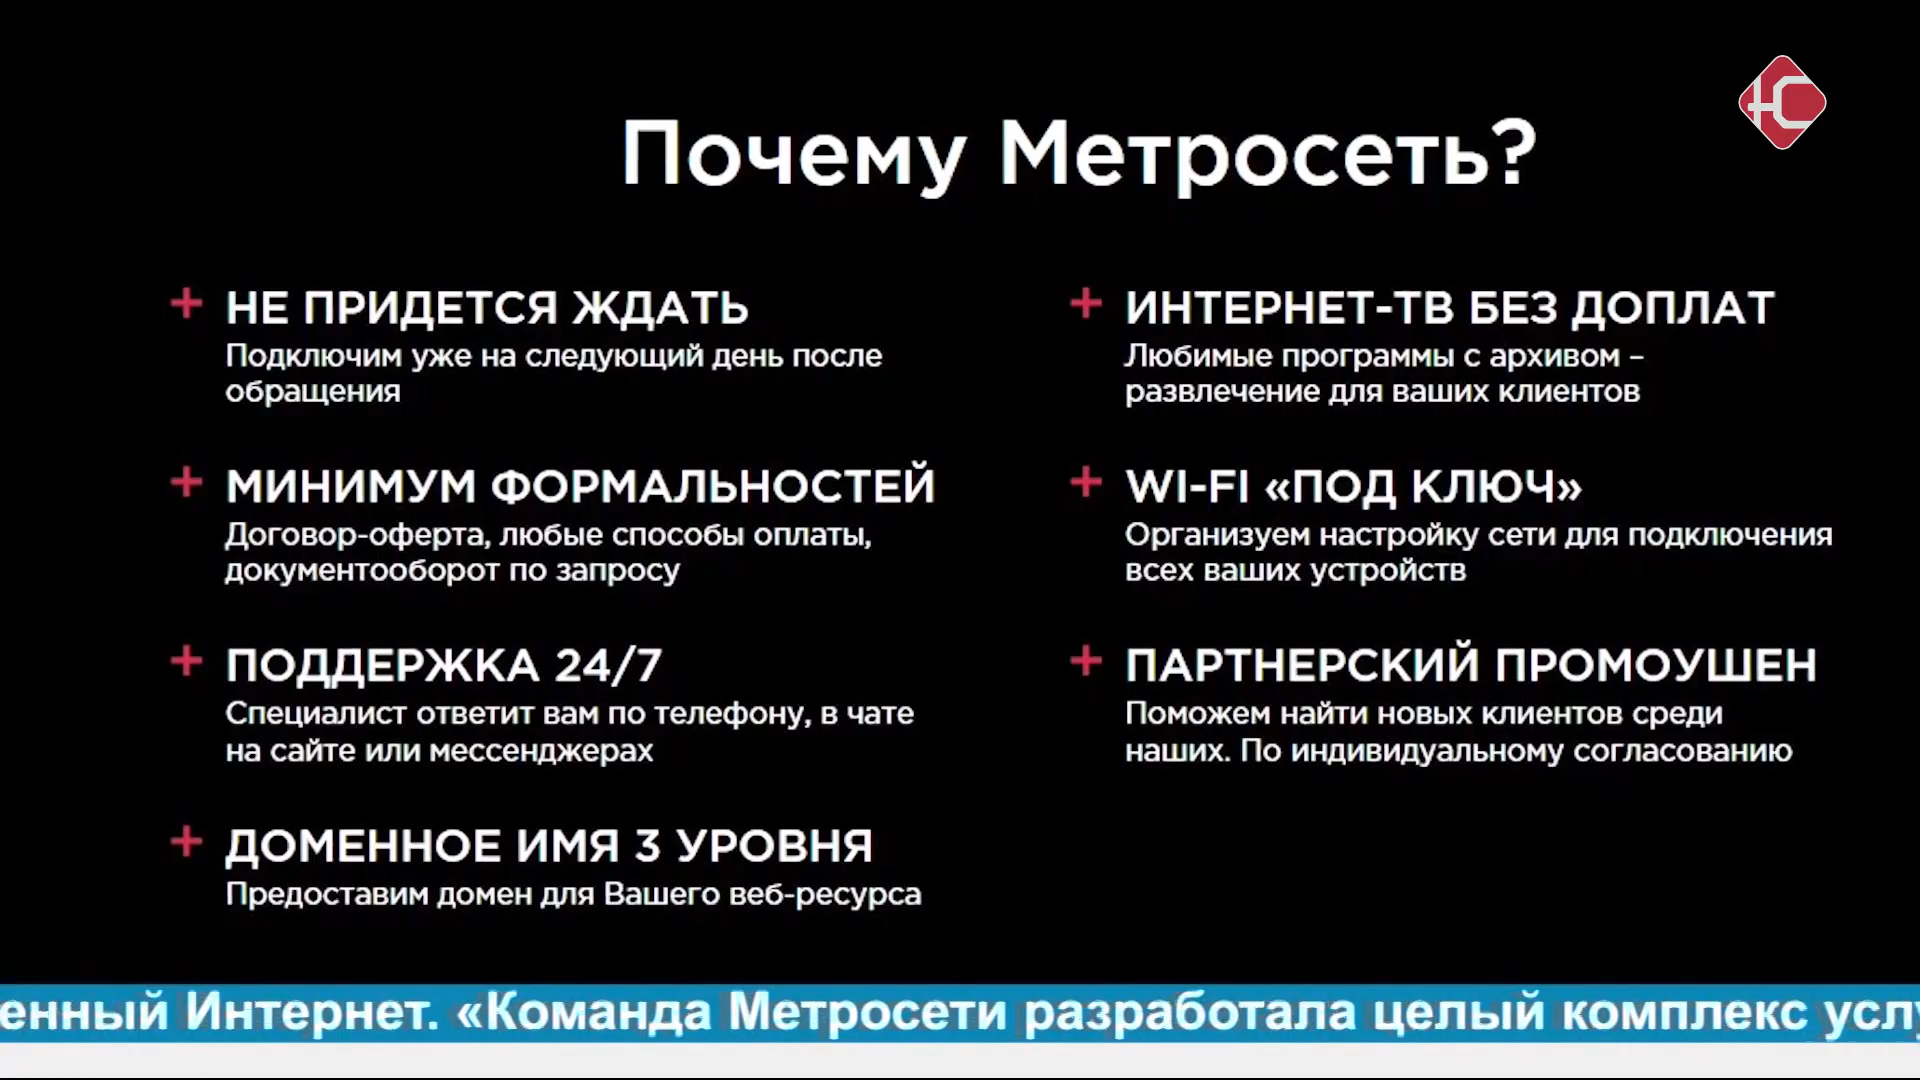 Почему Метросеть?
+ НЕ ПРИДЕТСЯ ЖДАТЬ
Подключим уже на следующий день после
обращения
+ МИНИМУМ ФОРМАЛЬНОСТЕЙ
Договор-оферта, любые способы оплаты,
документооборот по запросу
+ ПОДДЕРЖКА 24/7
Специалист ответит вам по телефону, в чате
на сайте или мессенджерах
+ ДОМЕННОЕ ИМЯ 3 УРОВНЯ
Предоставим домен для Вашего веб-ресурса
+ ИНТЕРНЕТ-ТВ БЕЗ ДОПЛАТ
Любимые программы с архивом –
развлечение для ваших клиентов
+ WI-FI «ПОД КЛЮЧ»
Организуем настройку сети для подключения
всех ваших устройств
+ ПАРТНЕРСКИЙ ПРОМОУШЕН
Поможем найти новых клиентов среди
наших. По индивидуальному согласованию
енный Интернет. «Команда Метросети разработала целый комплекс услу